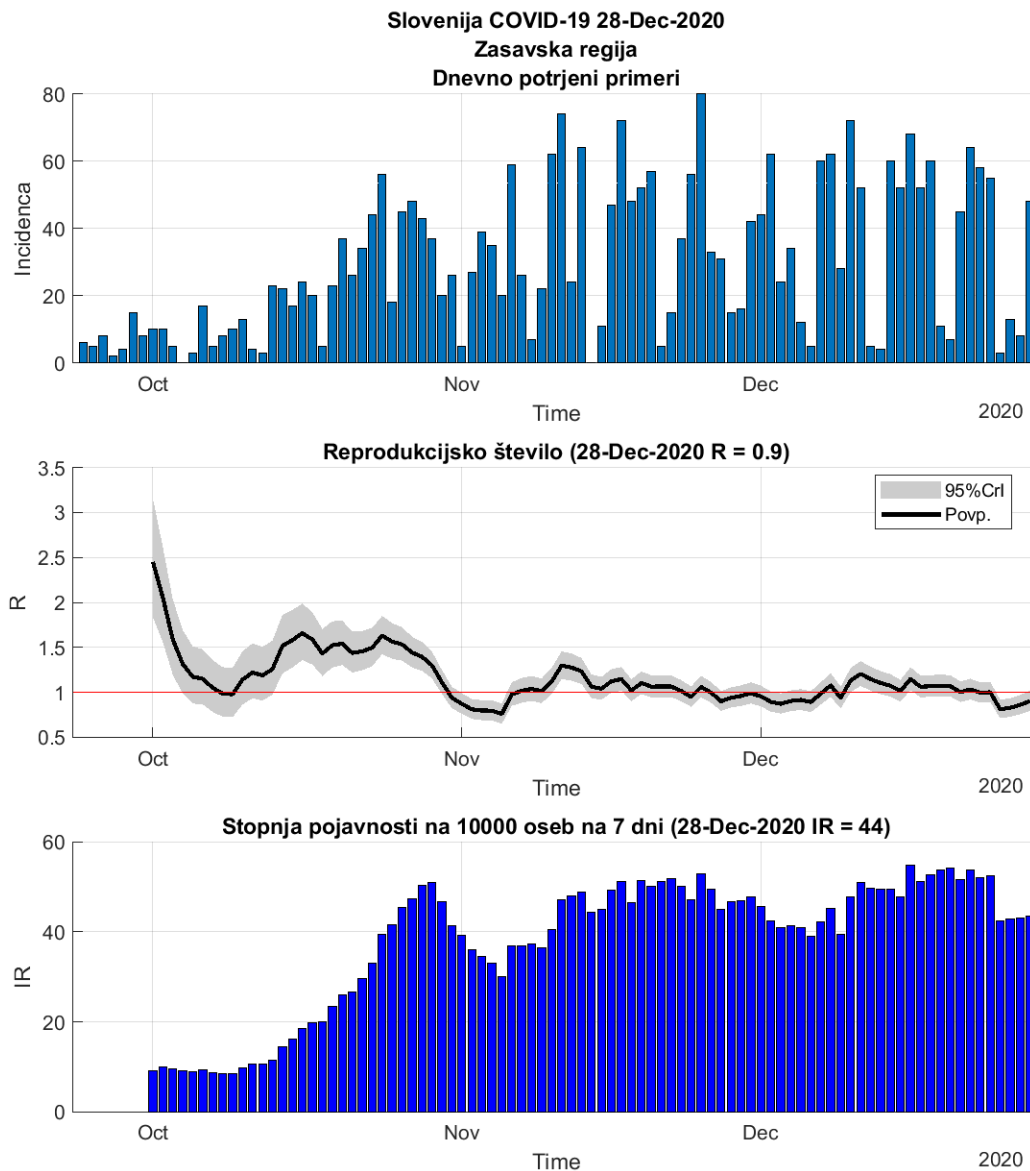 Slovenija COVID-19 28-Dec-2020
Zasavska regija
Dnevno potrjeni primeri
80
60
40
20
0
Incidenca
Oct
Nov
Dec
Time
2020
Reprodukcijsko število (28-Dec-2020 R = 0.9)
3.5
3
2.5
2
1.5
1
0.5
R
95%CrI
Povp.
Oct
Nov
Dec
Time
2020
Stopnja pojavnosti na 10000 oseb na 7 dni (28-Dec-2020 IR = 44)
60
40
20
0
IR
Oct
Nov
Dec
Time
2020